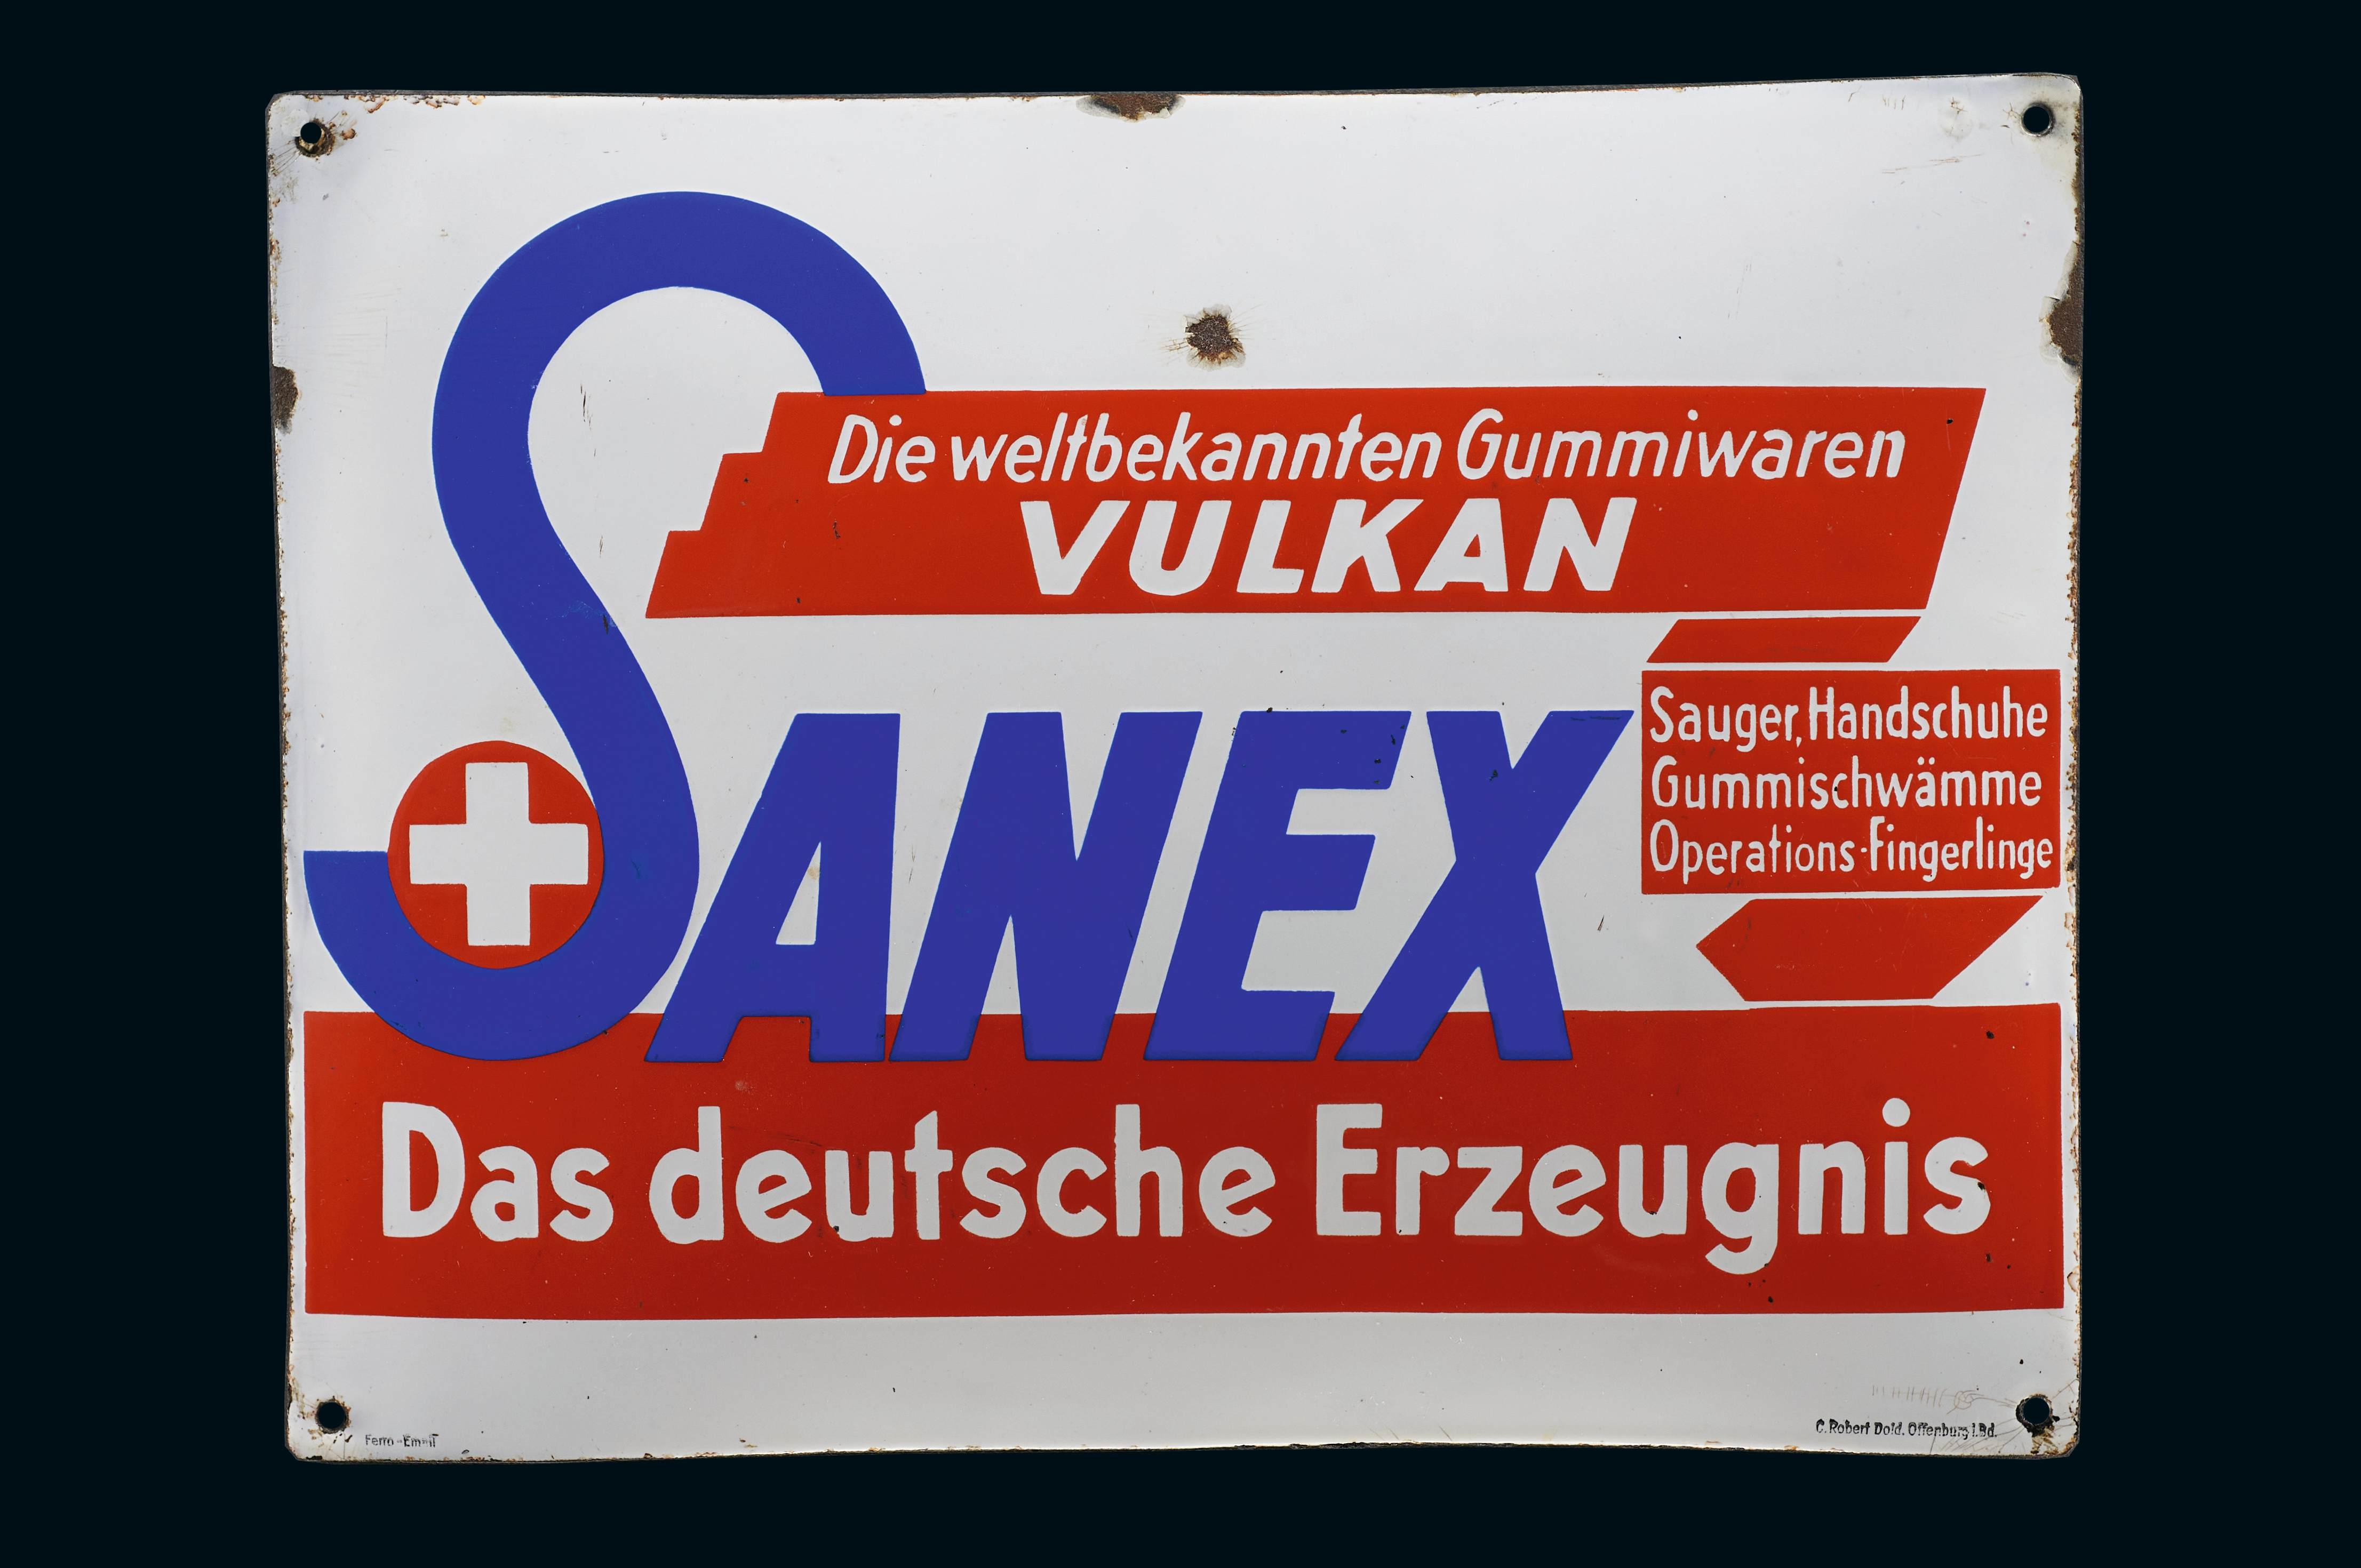 Die weltbekannten Gummiwaren
VULKAN
SANEX
Sauger, Handschuhe
Gummischwämme
Operations-Fingerlinge
Das deutsche Erzeugnis
Ferro-Email
C. Robert Dold. Offenburg i. Bd.